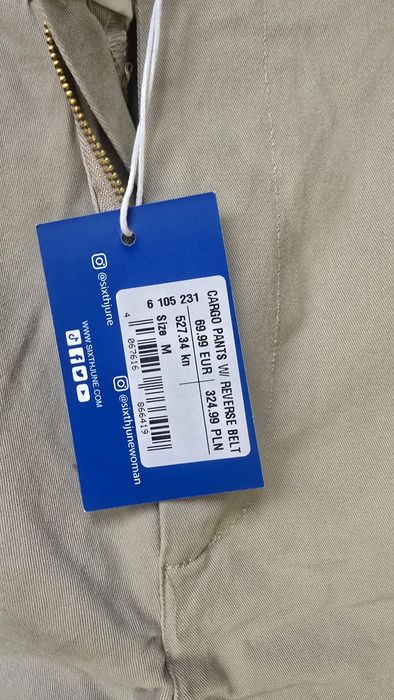 @sixthjune
WWW.SIXTHJUNE.COM
@sixthjunewoman
CARGO PANTS W/ REVERSE BELT
69.99 EUR 324.99 PLN
527.34 kn
6 105 231
Size M
4 067616 866419